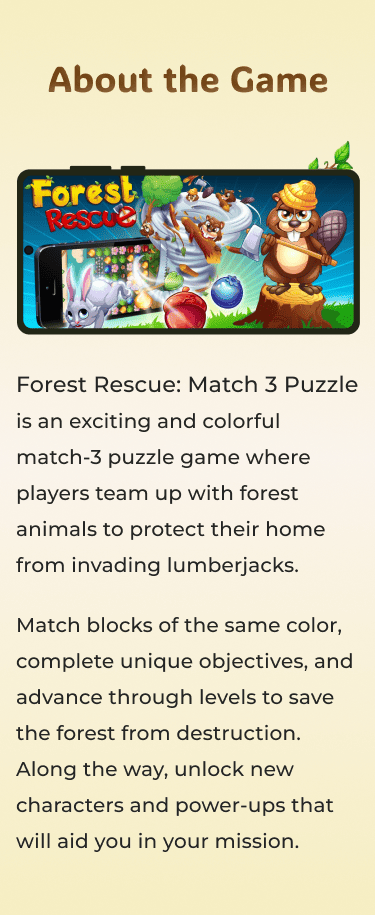 About the Game
Forest
Rescue
Forest Rescue: Match 3 Puzzle
is an exciting and colorful
match-3 puzzle game where
players team up with forest
animals to protect their home
from invading lumberjacks.
Match blocks of the same color,
complete unique objectives, and
advance through levels to save
the forest from destruction.
Along the way, unlock new
characters and power-ups that
will aid you in your mission.